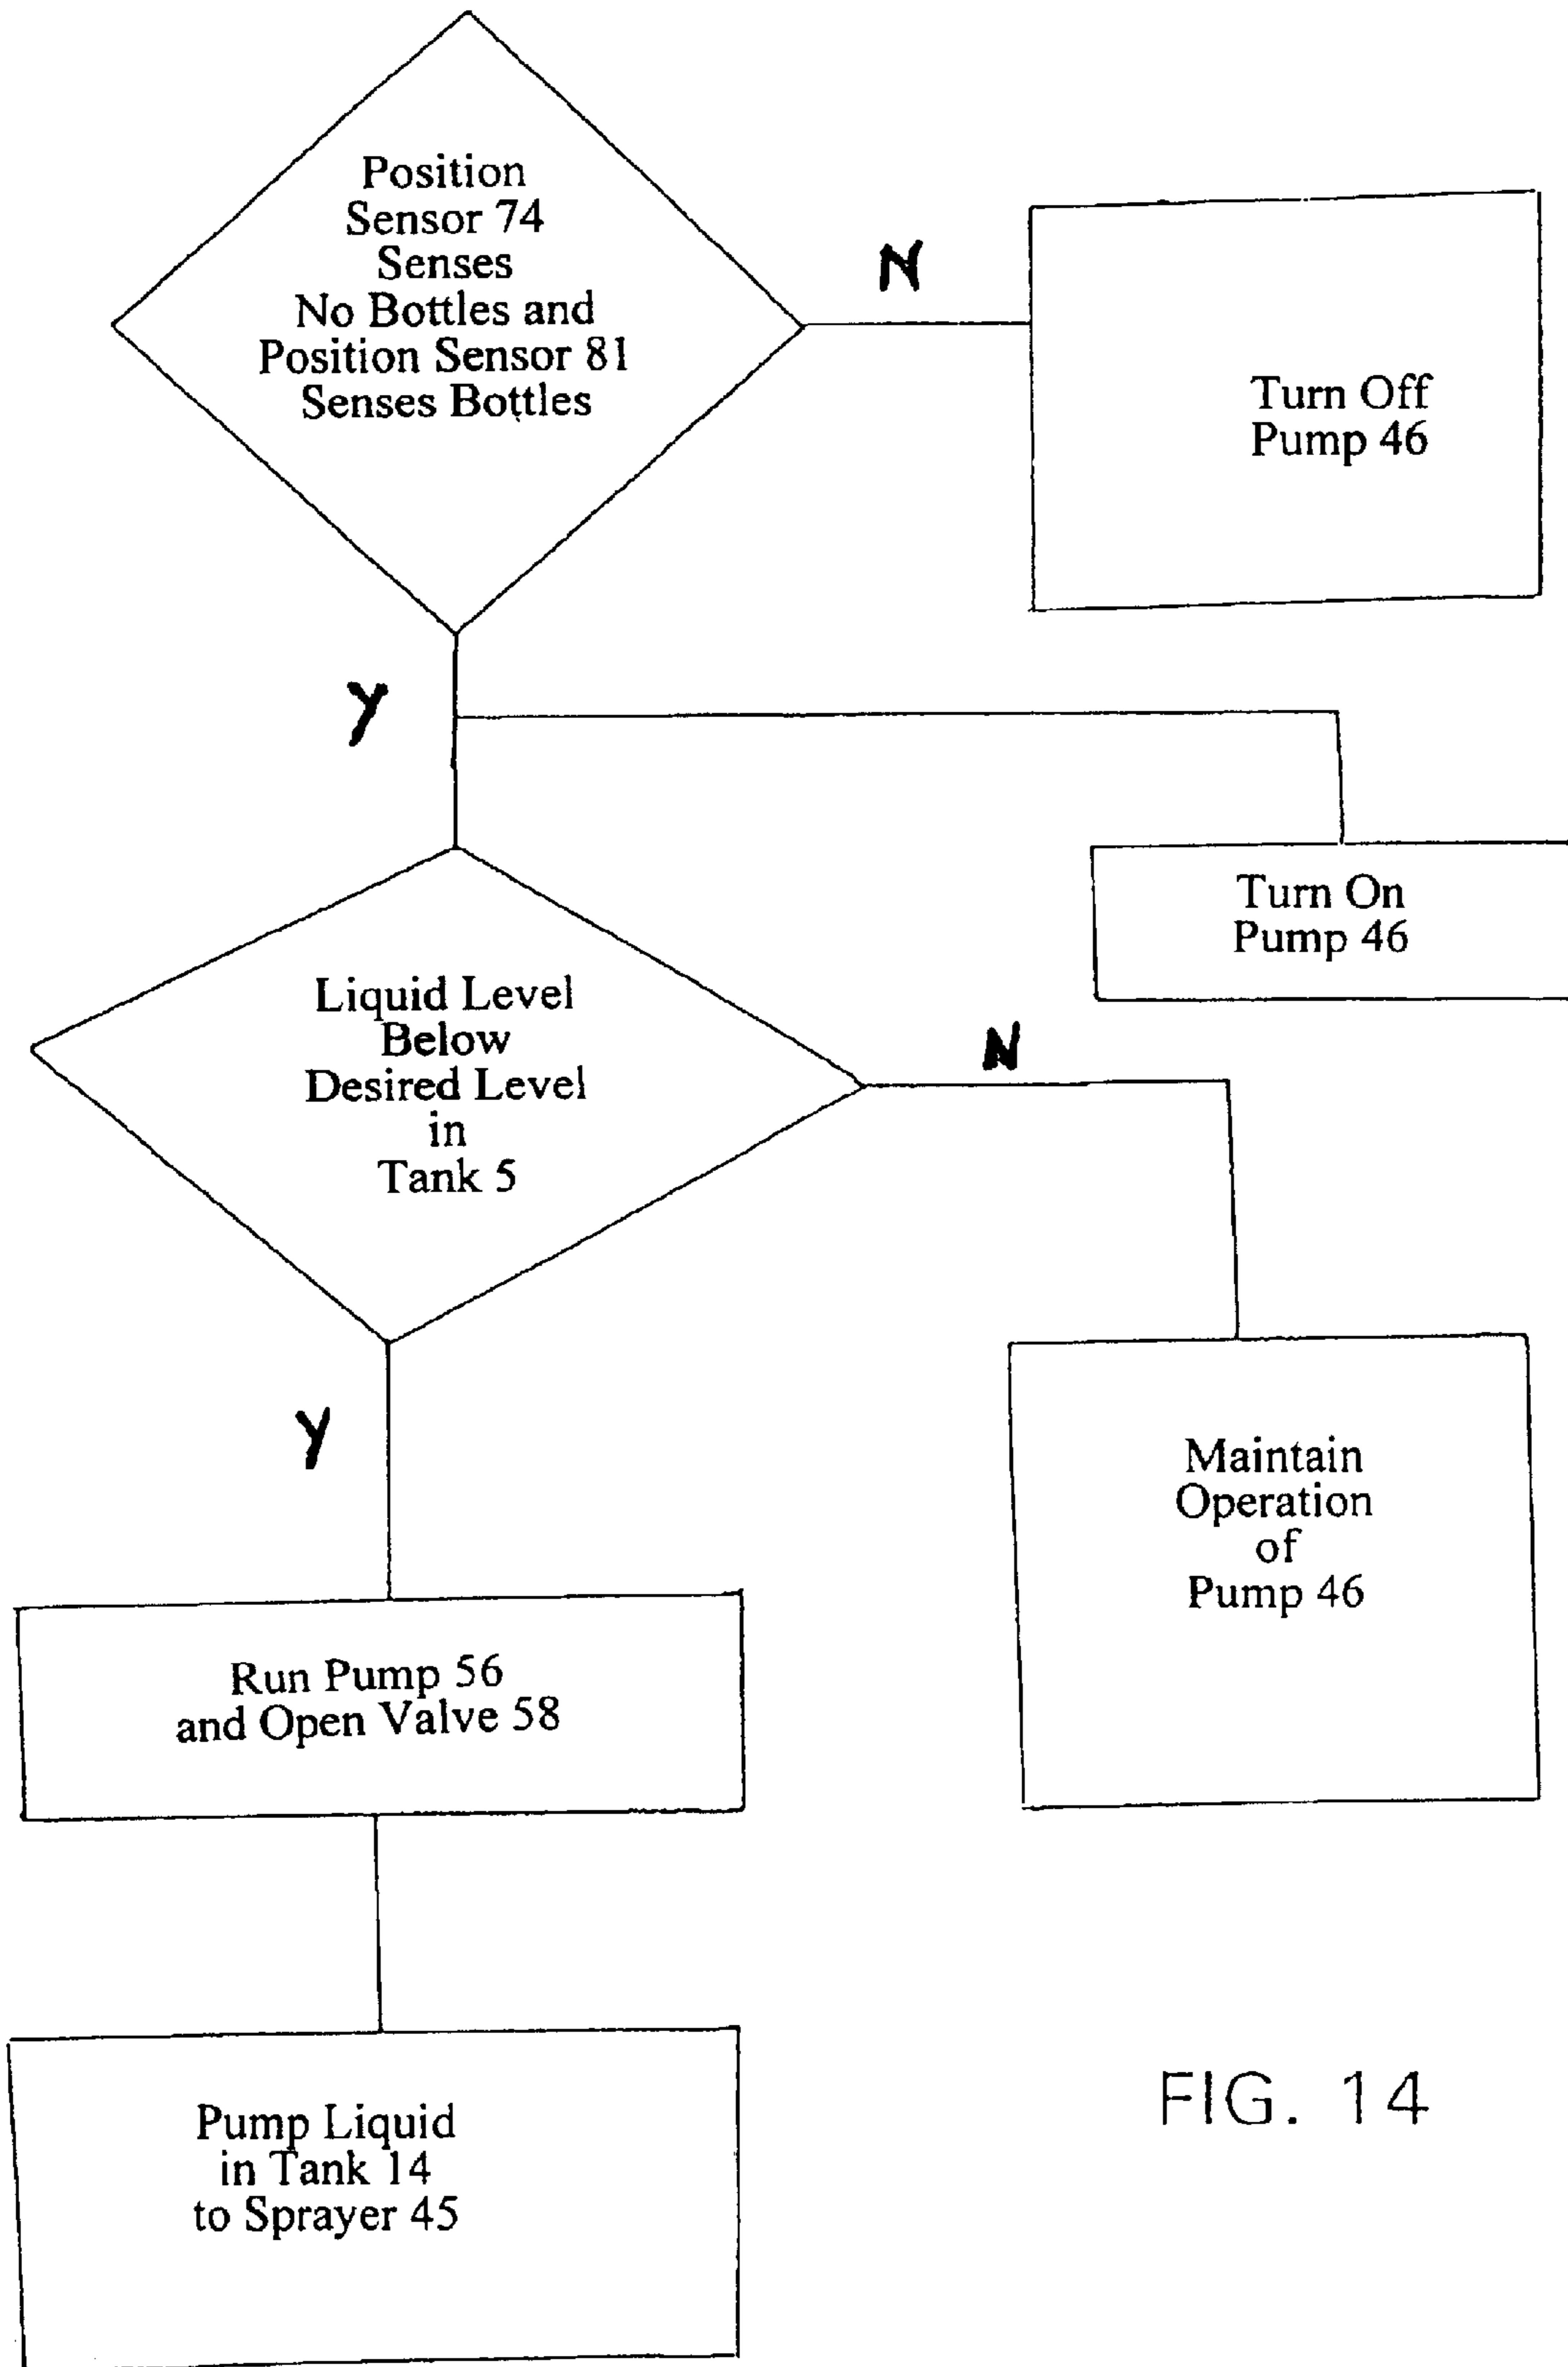 Position
Sensor 74
Senses
No Bottles and
Position Sensor 81
Senses Bottles
N
Turn Off
Pump 46
Y
Turn On
Pump 46
Liquid Level
Below
Desired Level
in
Tank 5
N
Y
Maintain
Operation
of
Pump 46
Run Pump 56
and Open Valve 58
Pump Liquid
in Tank 14
to Sprayer 45
FIG. 14